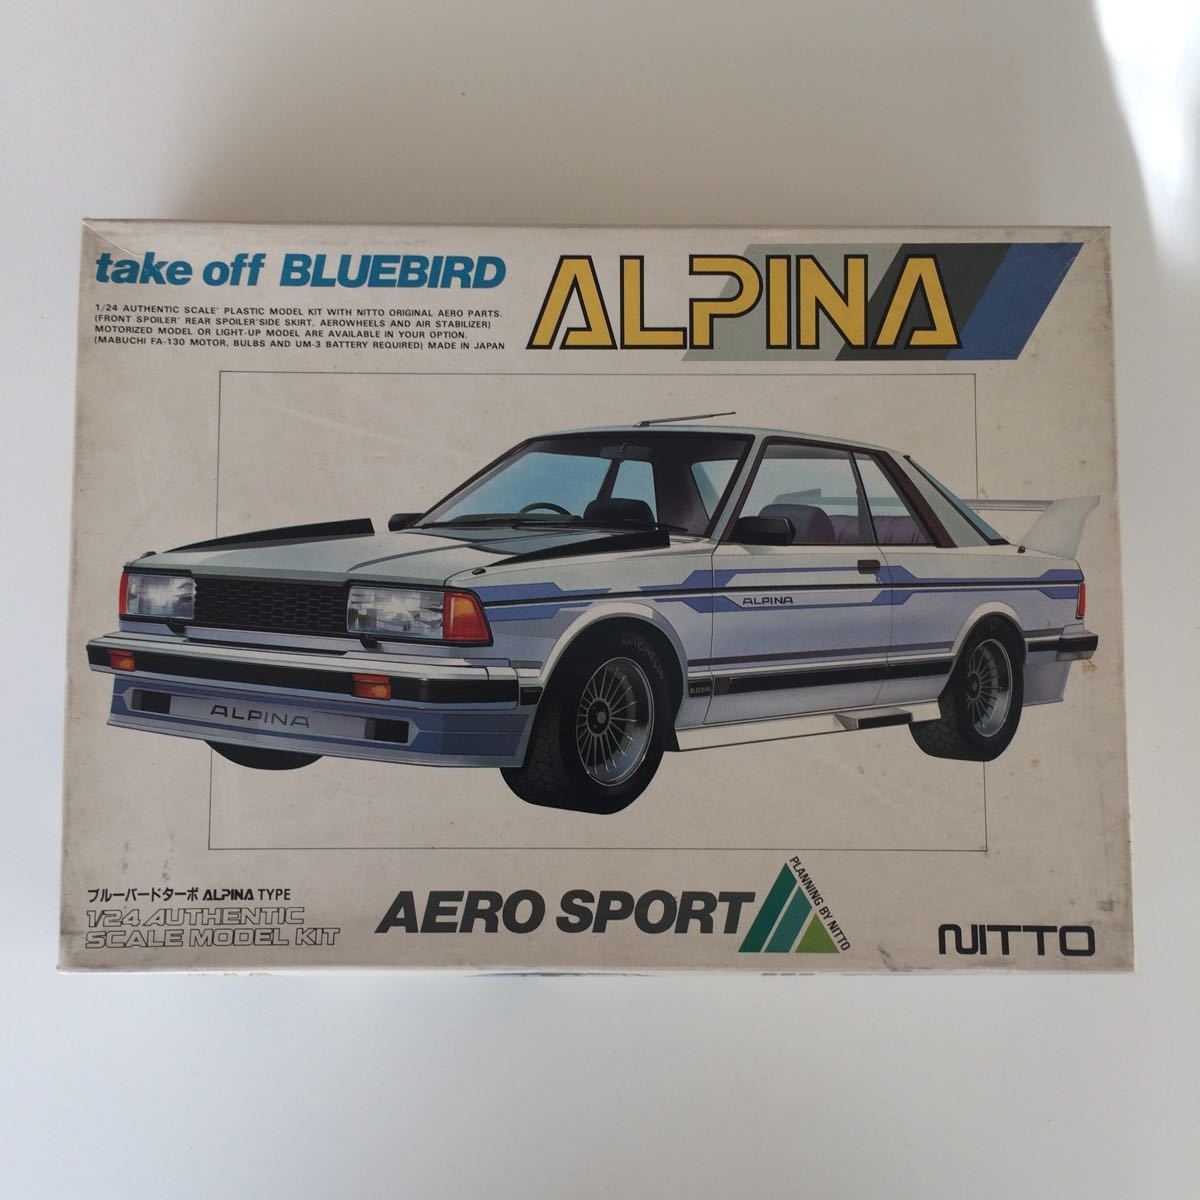 take off BLUEBIRD
ALPINA
1/24 AUTHENTIC SCALE' PLASTIC MODEL KIT WITH NITTO ORIGINAL AERO PARTS.
(FRONT SPOILER' REAR SPOILER'SIDE SKIRT, AEROWHEELS AND AIR STABILIZER)
MOTORIZED MODEL OR LIGHT-UP MODEL ARE AVAILABLE IN YOUR OPTION.
(MABUCHI FA-130 MOTOR, BULBS AND UM-3 BATTERY REQUIRED) MADE IN JAPAN
ALPINA
MICHELIN
ALPINA
ブルーバードターボ ALPINA TYPE
1/24 AUTHENTIC
SCALE MODEL KIT
AERO SPORT
PLANNING BY NITTO
NITTO